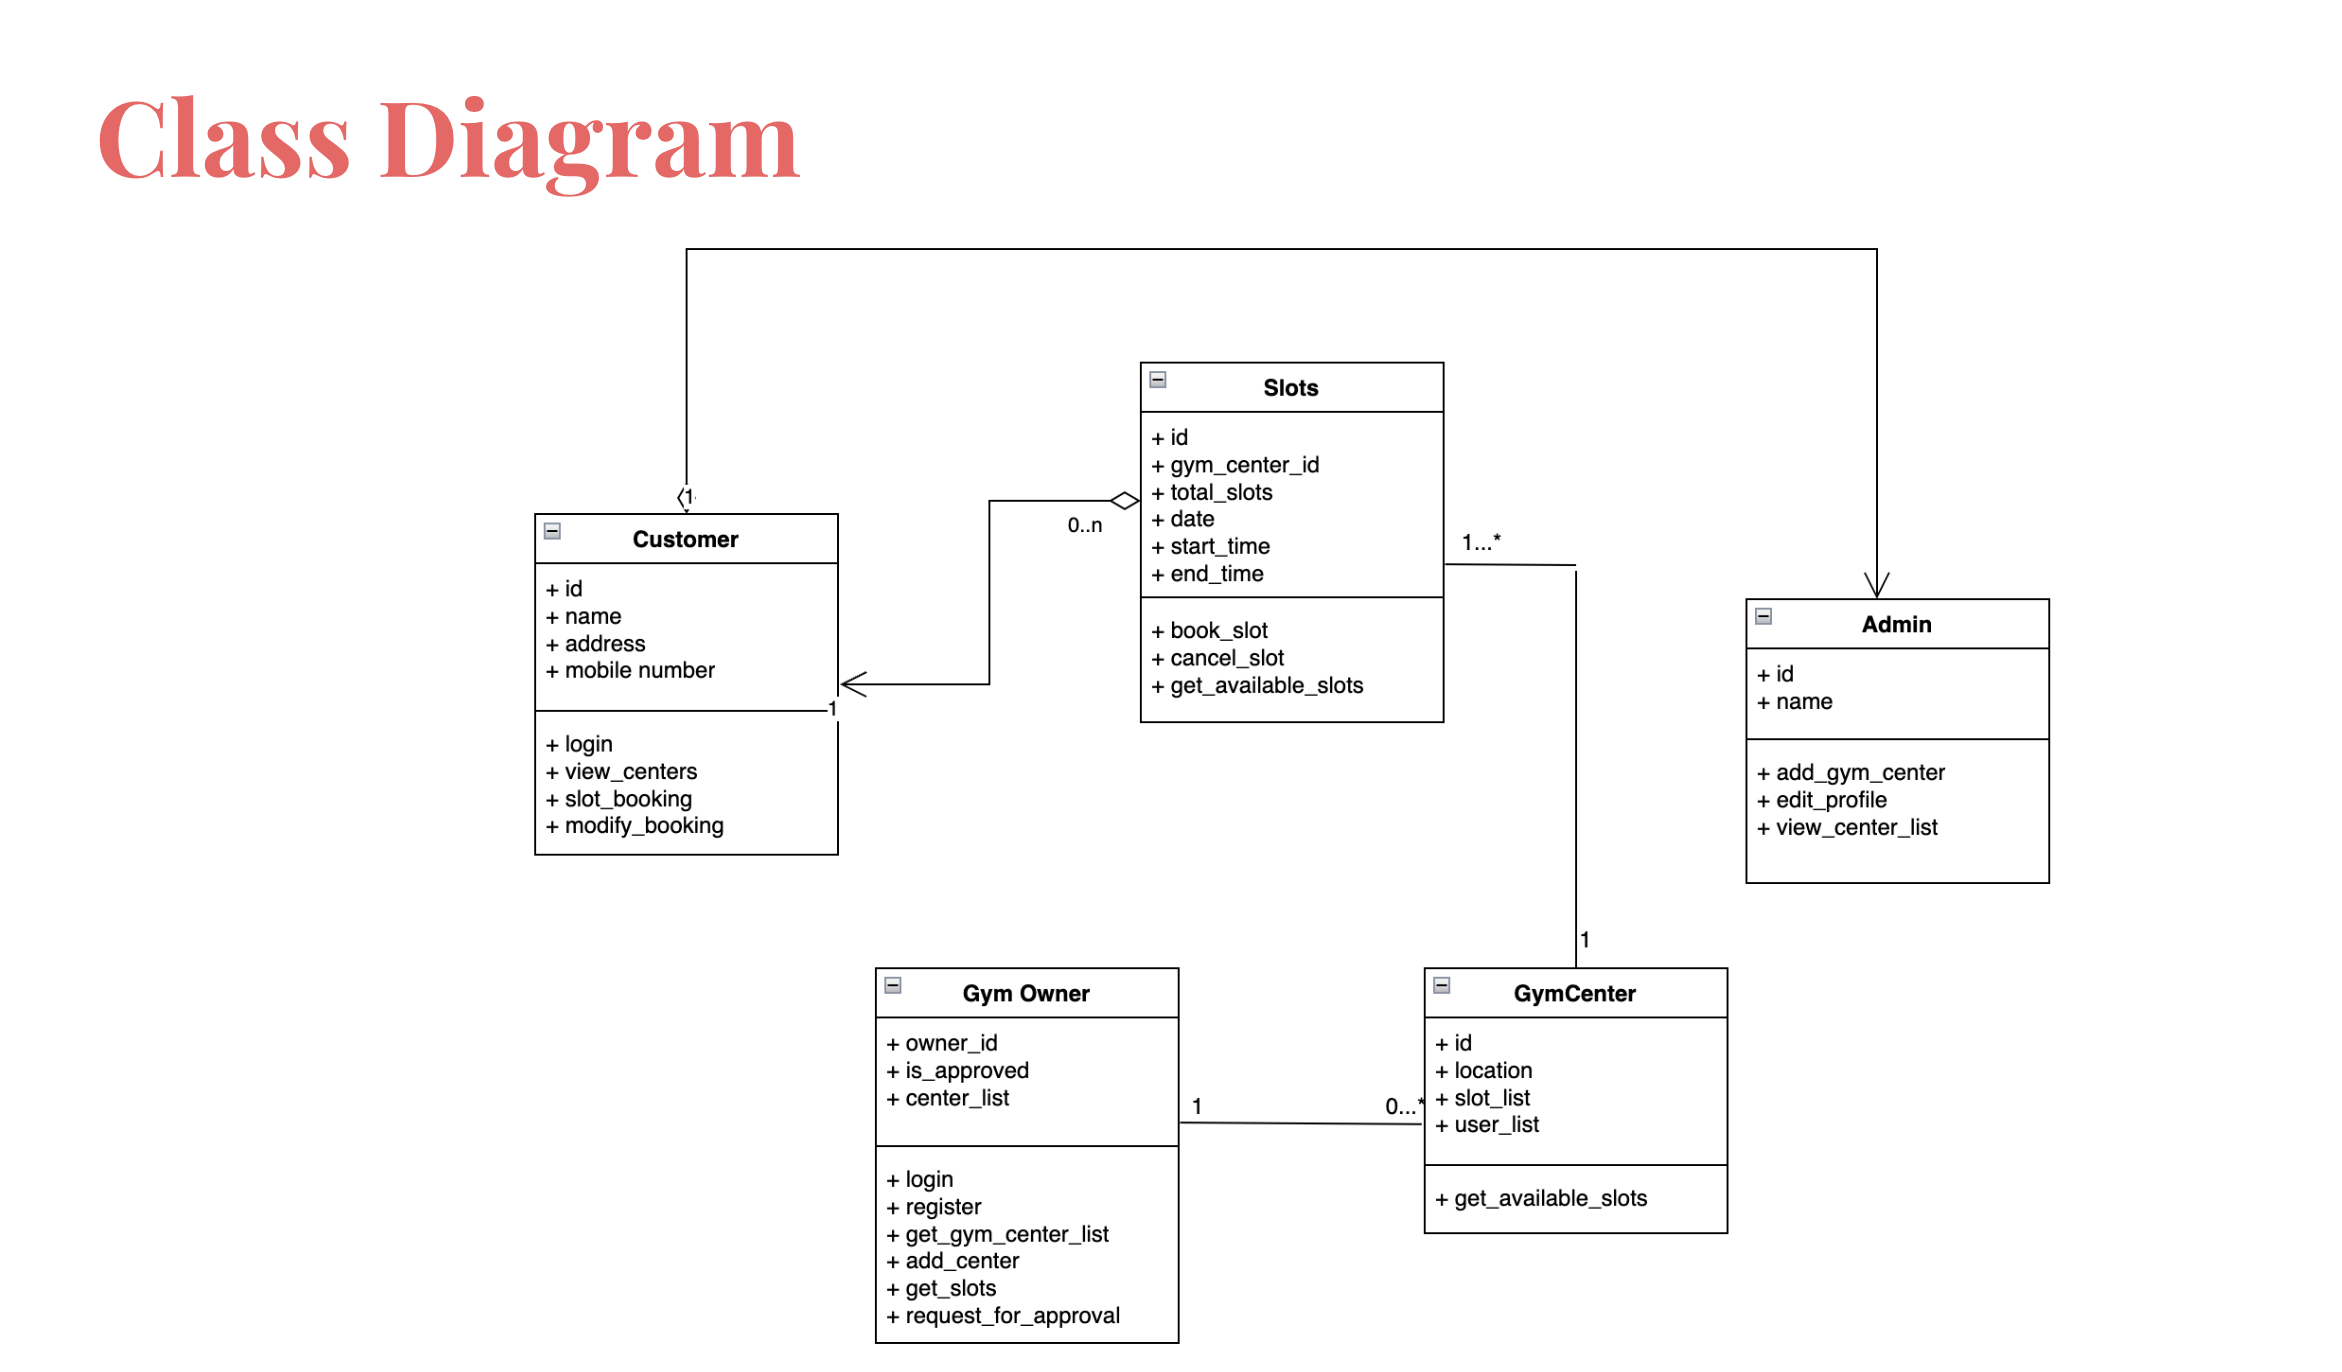 Class Diagram
1
Customer
+ id
+ name
+ address
+ mobile number
1
+ login
+ view_centers
+ slot_booking
+ modify_booking
0..n
Slots
+ id
+ gym_center_id
+ total_slots
+ date
+ start_time
+ end_time
+ book_slot
+ cancel_slot
+ get_available_slots
1...*
1
Admin
+ id
+ name
+ add_gym_center
+ edit_profile
+ view_center_list
Gym Owner
+ owner_id
+ is_approved
+ center_list
+ login
+ register
+ get_gym_center_list
+ add_center
+ get_slots
+ request_for_approval
1
0...*
GymCenter
+ id
+ location
+ slot_list
+ user_list
+ get_available_slots